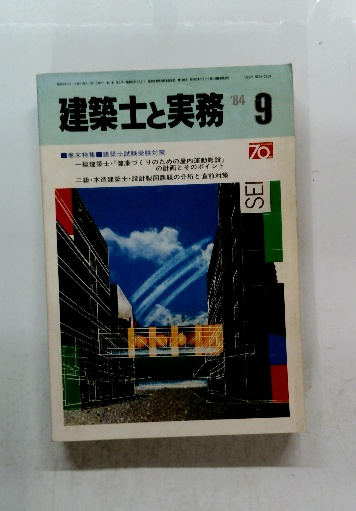 建築士と実務 '84 9
■巻末特集■建築士試験受験対策
一級建築士・「健康づくりのための屋内運動施設」
の計画とそのポイント
二級・木造建築士・設計製図課題の分析と直前対策
70
SEI